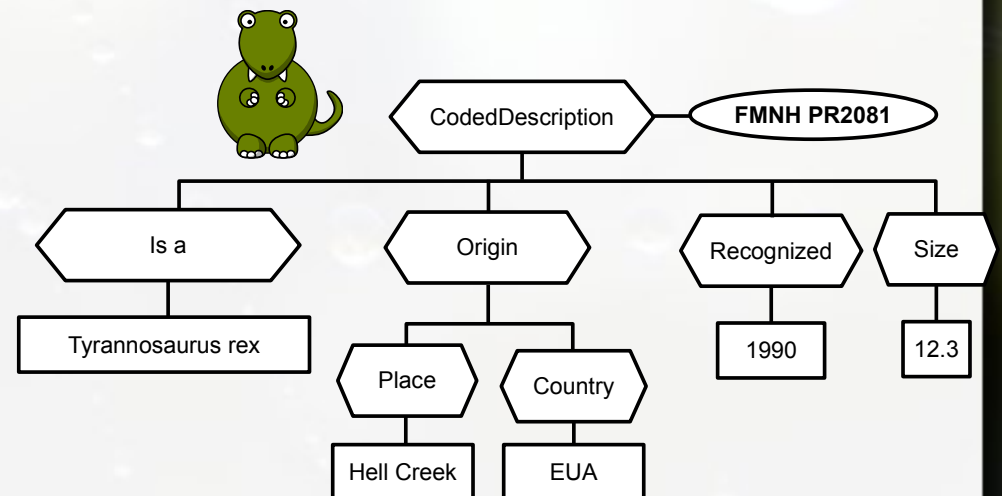 CodedDescription
FMNH PR2081
Is a
Origin
Recognized
Size
Tyrannosaurus rex
Place
Country
1990
12.3
Hell Creek
EUA